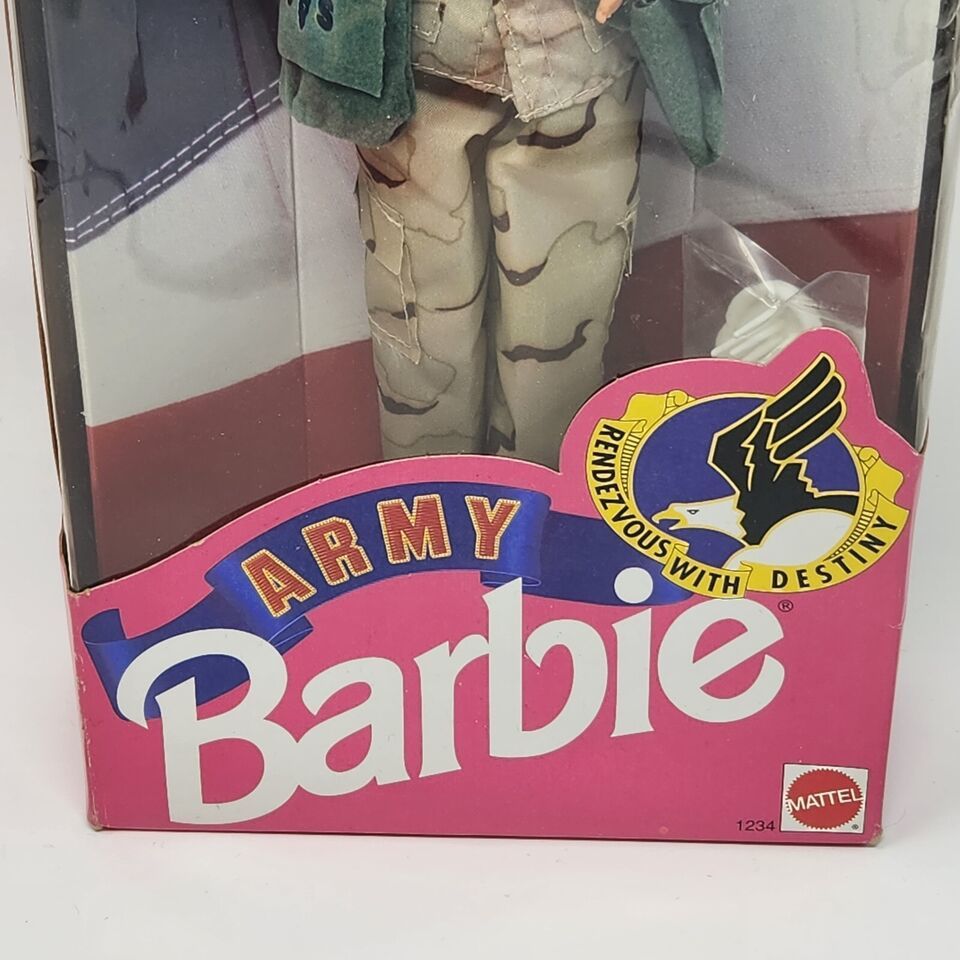 ARMY
Barbie®
RENDEZVOUS WITH DESTINY
1234
MATTEL
®